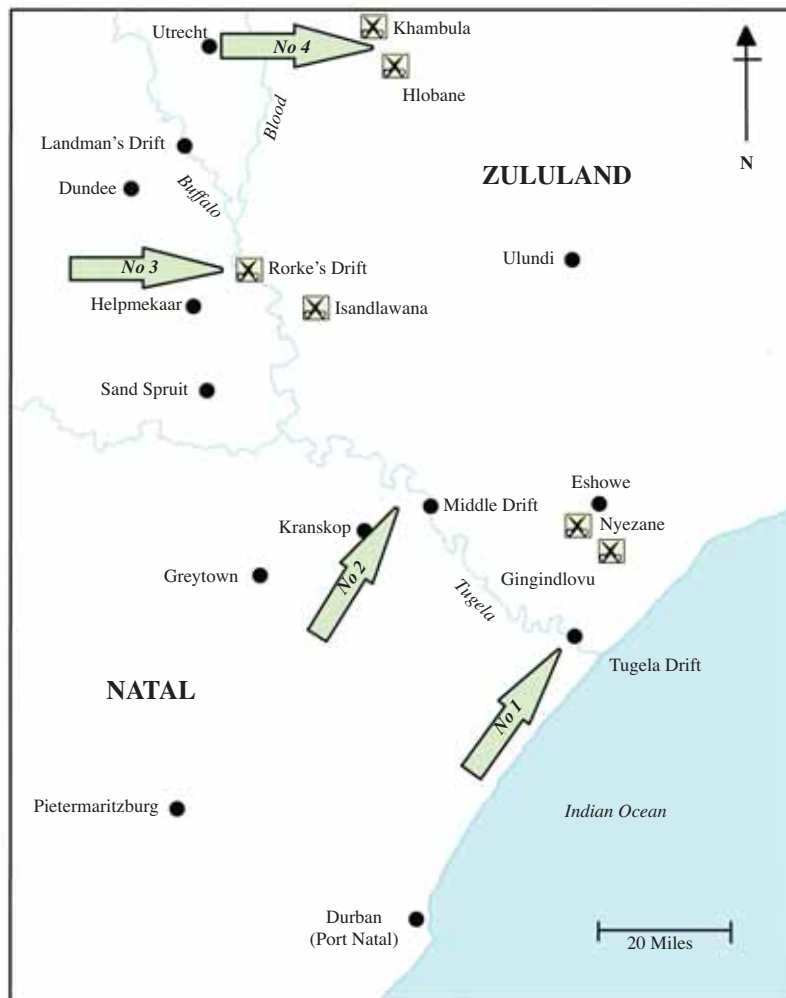 Utrecht
No 4
Khambula
Hlobane
Blood
Landman's Drift
N
Dundee
Buffalo
ZULULAND
No 3
Rorke's Drift
Ulundi
Helpmekaar
Isandlawana
Sand Spruit
Eshowe
Middle Drift
Kranskop
Nyezane
Greytown
No 2
Gingindlovu
Tugela
Tugela Drift
NATAL
No 1
Pietermaritzburg
Indian Ocean
Durban
(Port Natal)
20 Miles